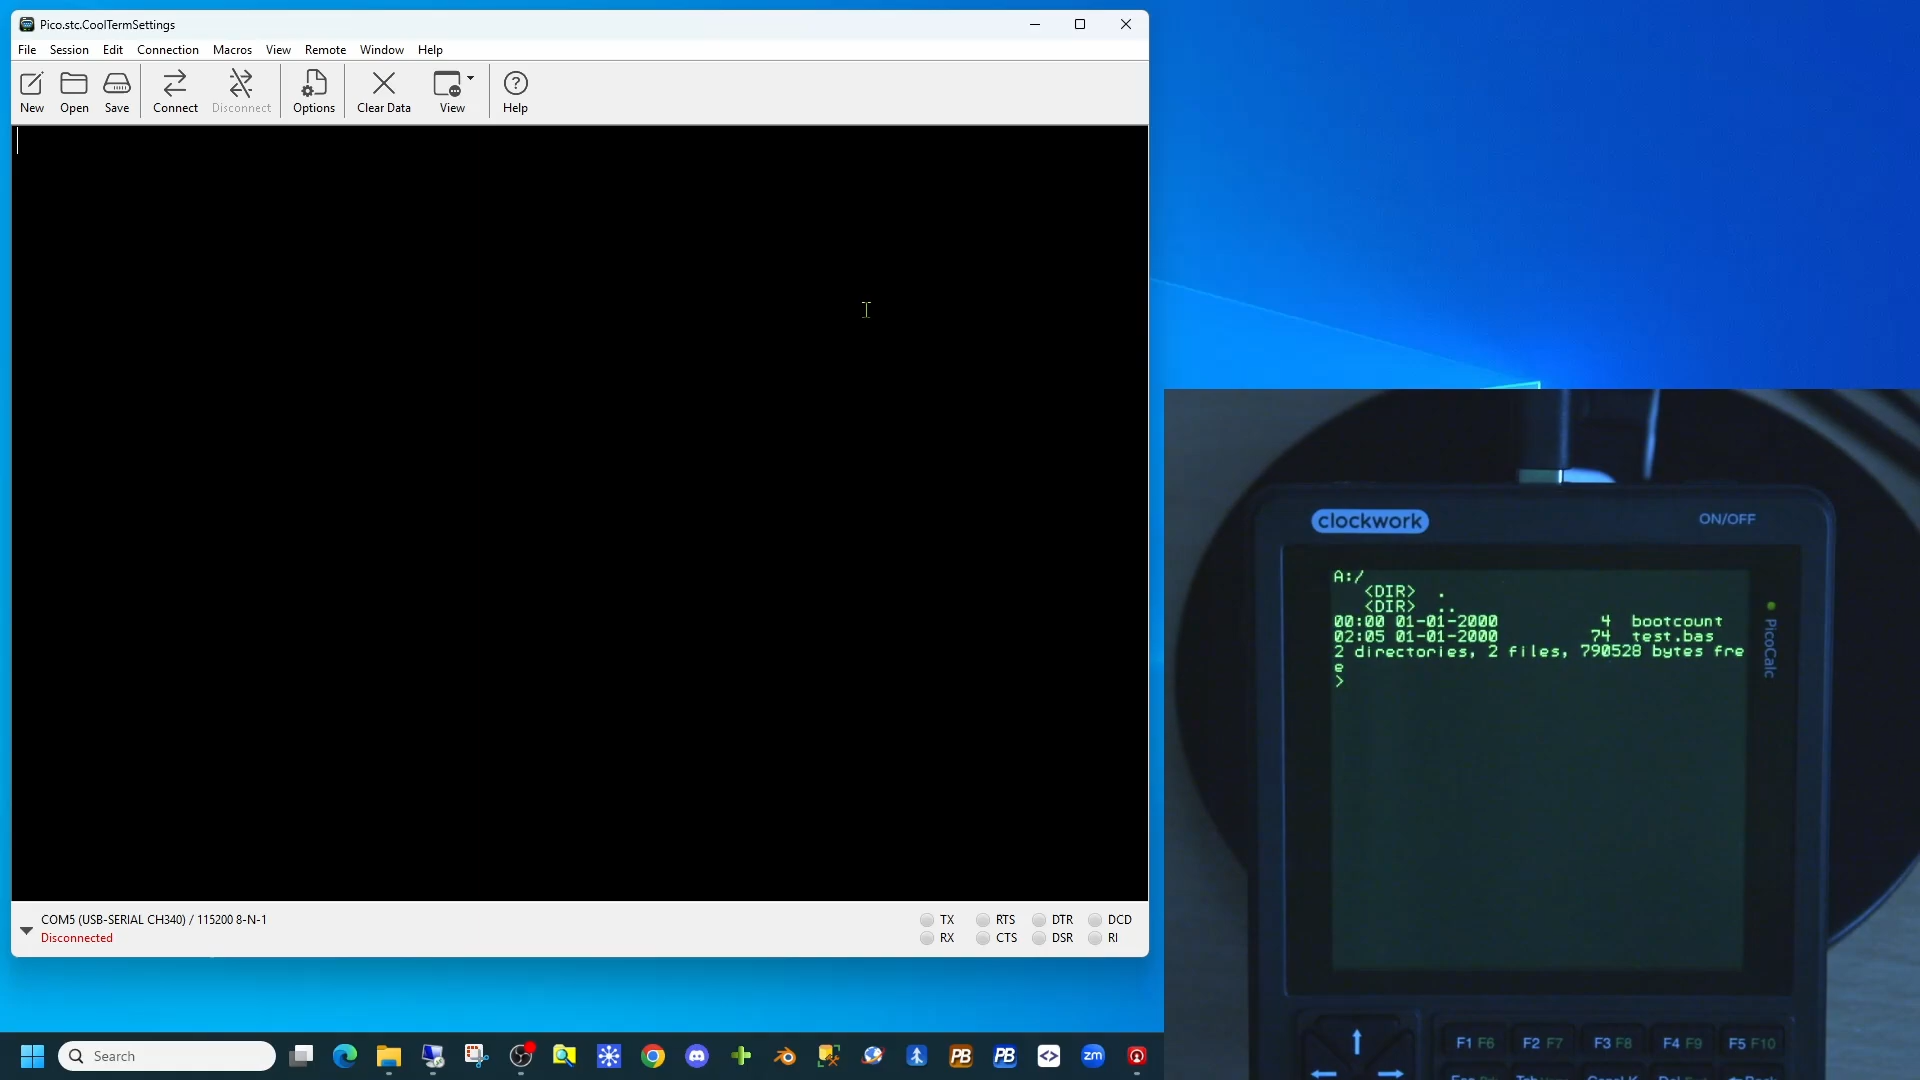 Pico.stc.CoolTermSettings
File Session Edit Connection Macros View Remote Window Help
New Open Save Connect Disconnect Options Clear Data View Help
COM5 (USB-SERIAL CH340) / 115200 8-N-1
Disconnected
TX RTS DTR DCD
RX CTS DSR RI
clockwork
ON/OFF
A:/
<DIR> .
<DIR> ..
00:00 01-01-2000 4 bootcount
02:05 01-01-2000 74 test.bas
2 directories, 2 files, 790528 bytes fre
e
>
PicoCalc
F1 F6 F2 F7 F3 F8 F4 F9 F5 F10
Search
PB
PB
zm